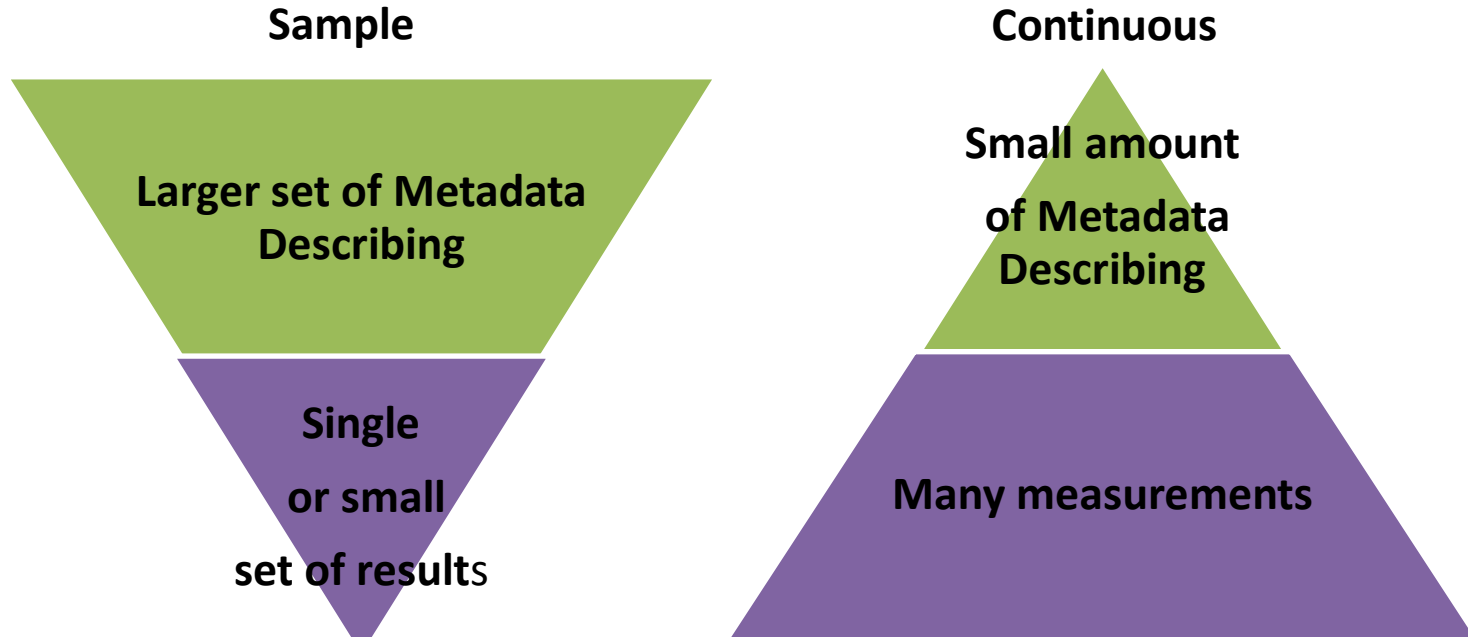 Sample
Larger set of Metadata
Describing
Single
or small
set of results
Continuous
Small amount
of Metadata
Describing
Many measurements